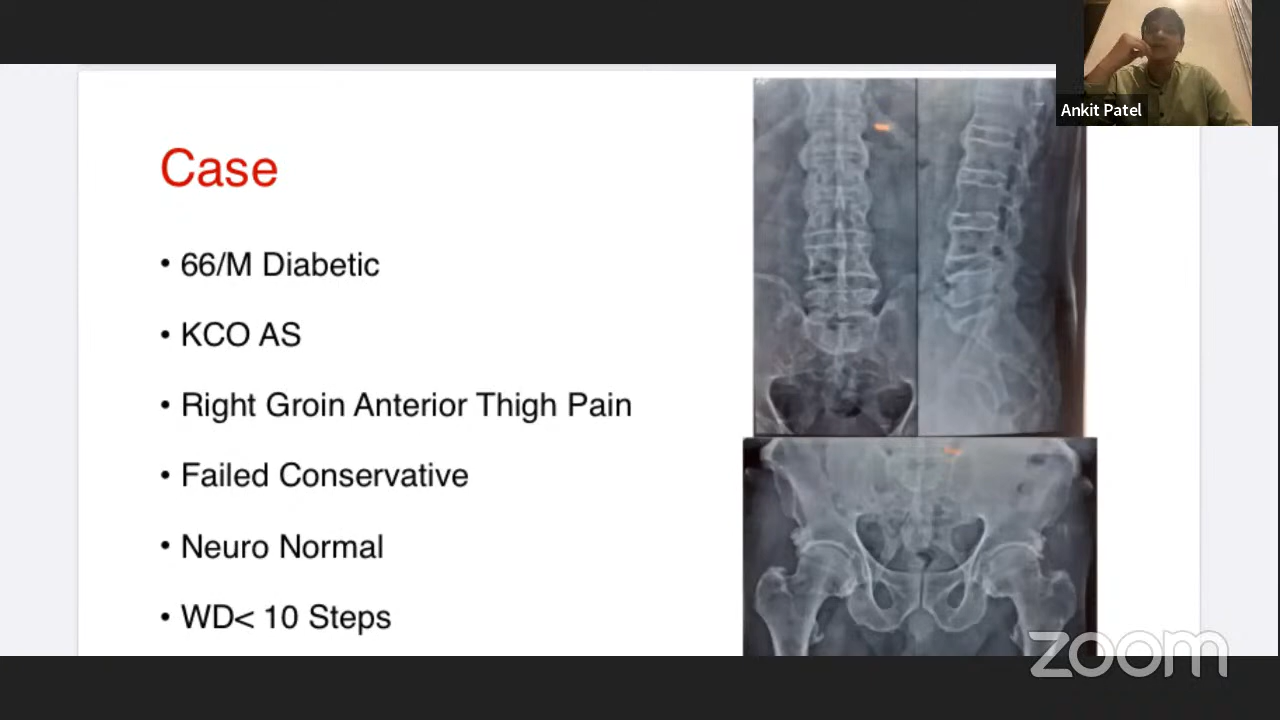 Ankit Patel
Case
• 66/M Diabetic
• KCO AS
• Right Groin Anterior Thigh Pain
• Failed Conservative
• Neuro Normal
• WD< 10 Steps
zoom